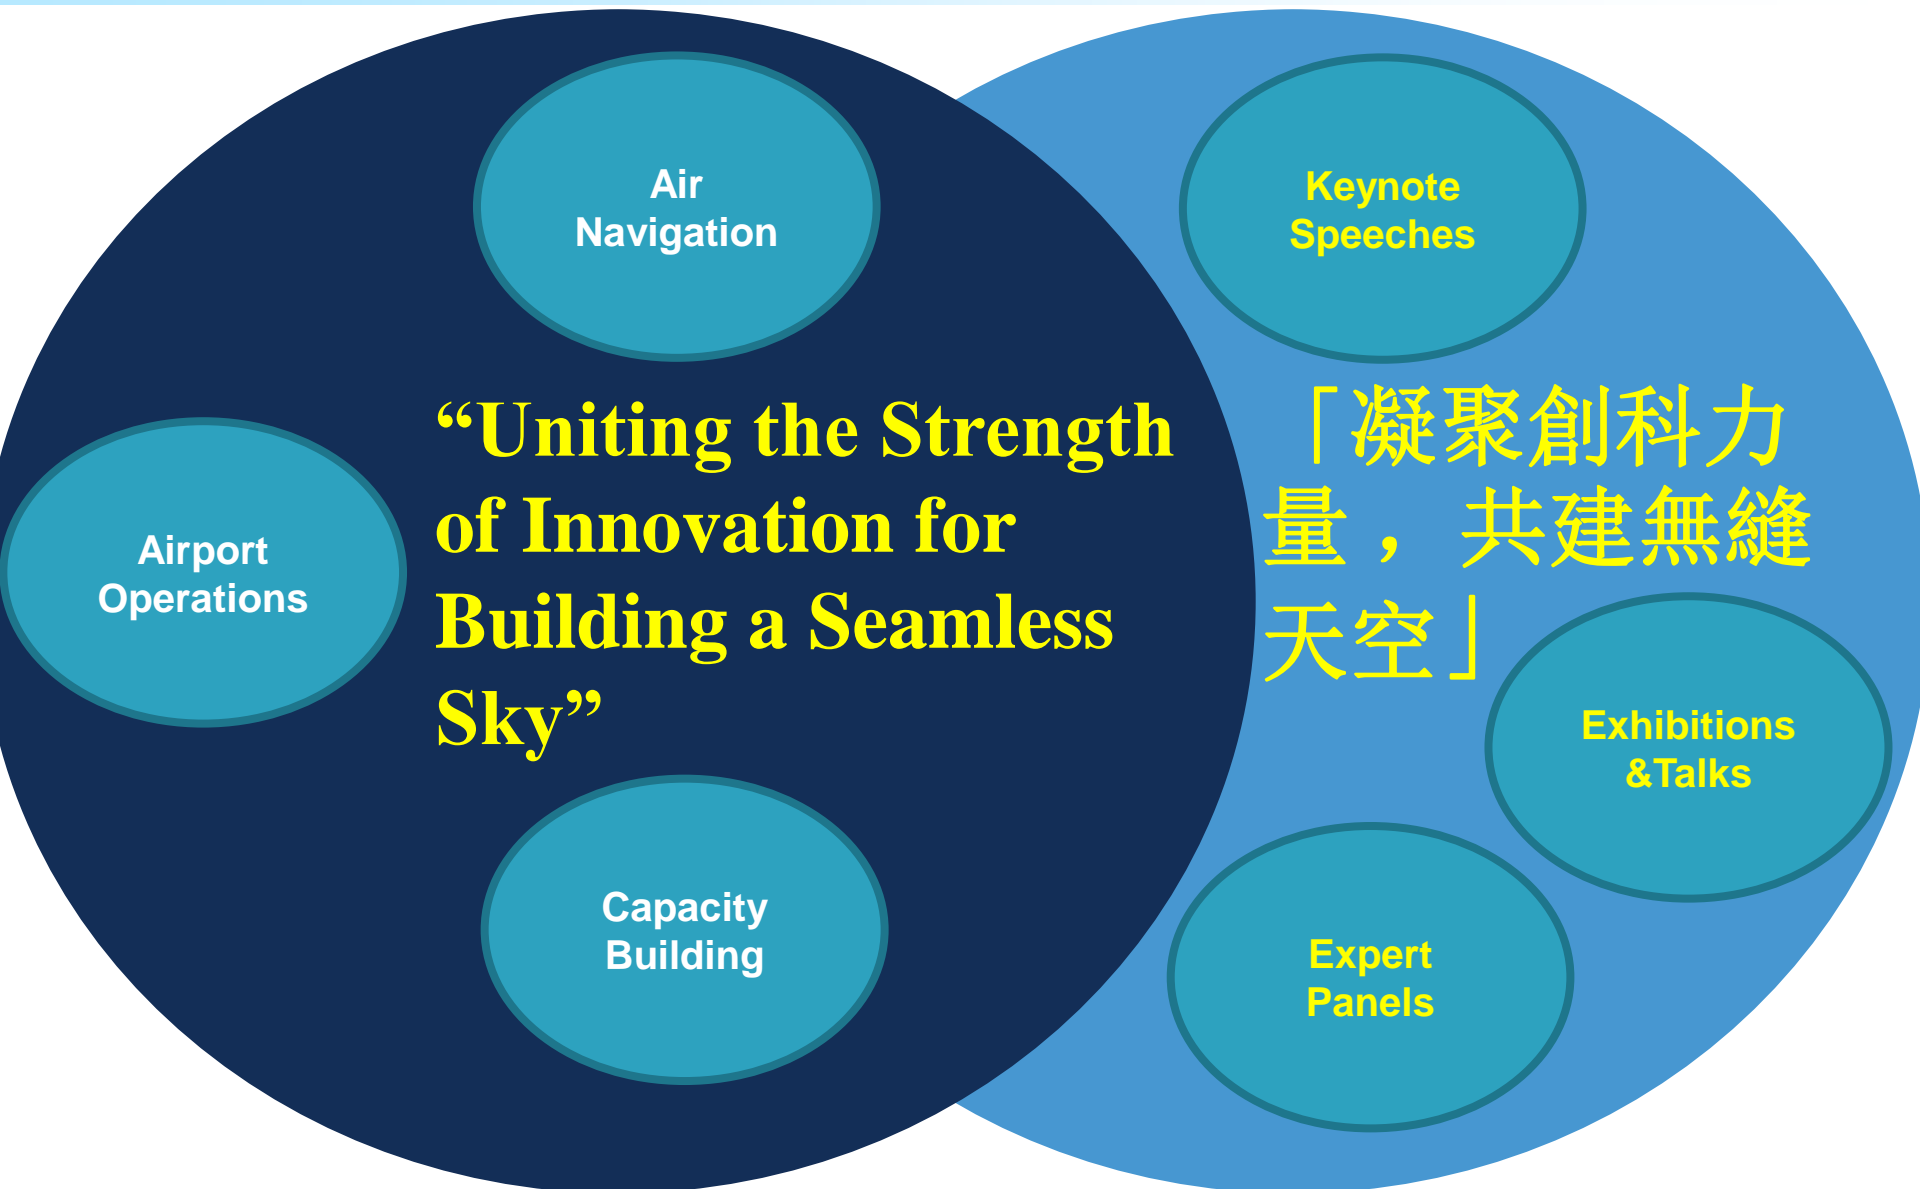 Air
Navigation
Airport
Operations
“Uniting the Strength
of Innovation for
Building a Seamless
Sky”
Capacity
Building
Keynote
Speeches
「凝聚創科力
量，共建無縫
天空」
Exhibitions
&Talks
Expert
Panels